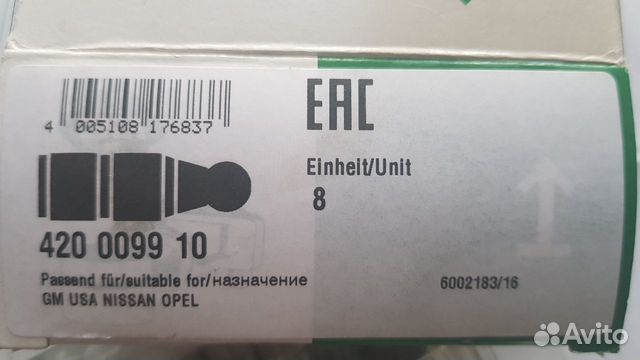 4 005108 176837
EAC
Einheit/Unit
8
420 0099 10
Passend für/suitable for/назначение
GM USA NISSAN OPEL
6002183/16
Avito